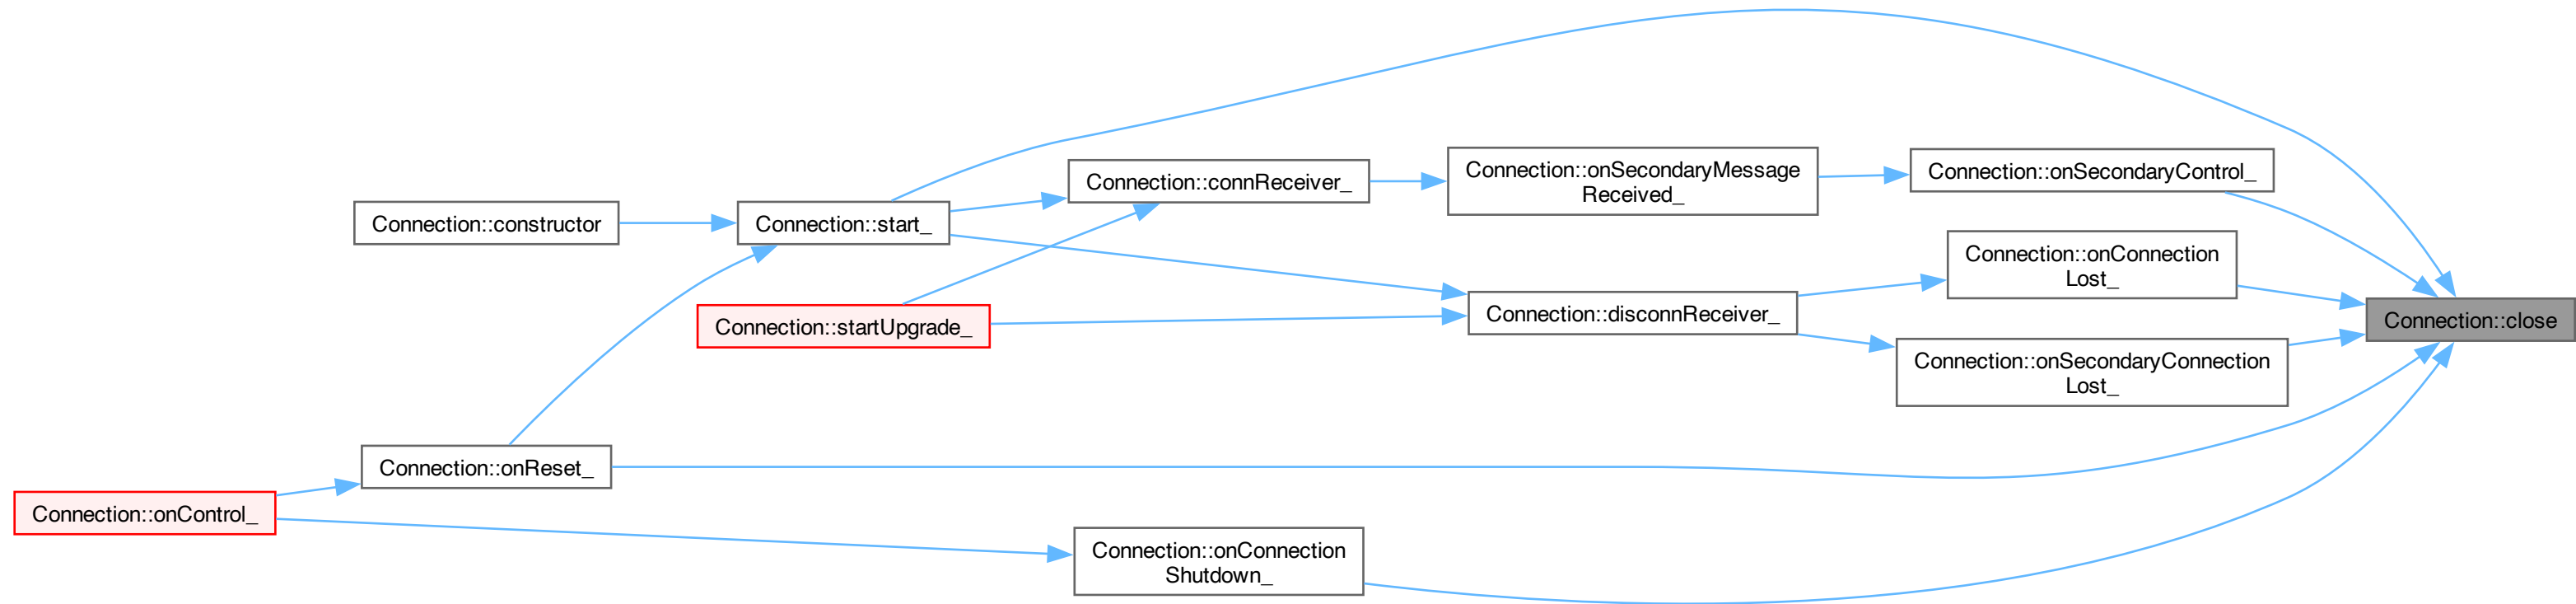 Connection::onSecondaryMessage
Received_
Connection::onSecondaryControl_
Connection::connReceiver_
Connection::constructor
Connection::start_
Connection::onConnection
Lost_
Connection::startUpgrade_
Connection::disconnReceiver_
Connection::close
Connection::onSecondaryConnection
Lost_
Connection::onReset_
Connection::onControl_
Connection::onConnection
Shutdown_